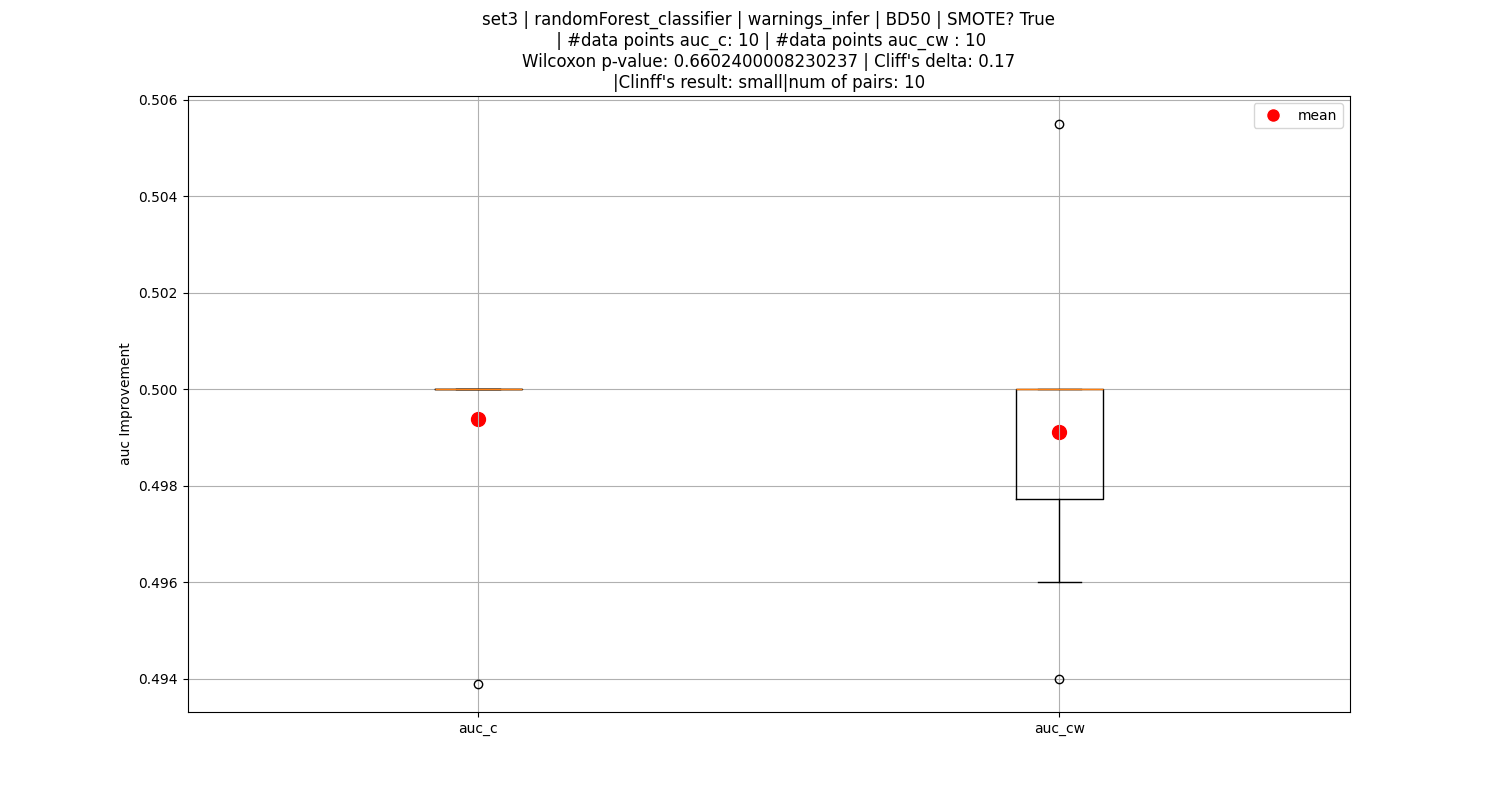 set3 | randomForest_classifier | warnings_infer | BD50 | SMOTE? True
| #data points auc_c: 10 | #data points auc_cw : 10
Wilcoxon p-value: 0.6602400008230237 | Cliff's delta: 0.17
|Clinff's result: small|num of pairs: 10
mean
0.506
0.504
0.502
0.500
0.498
0.496
0.494
auc Improvement
auc_c
auc_cw